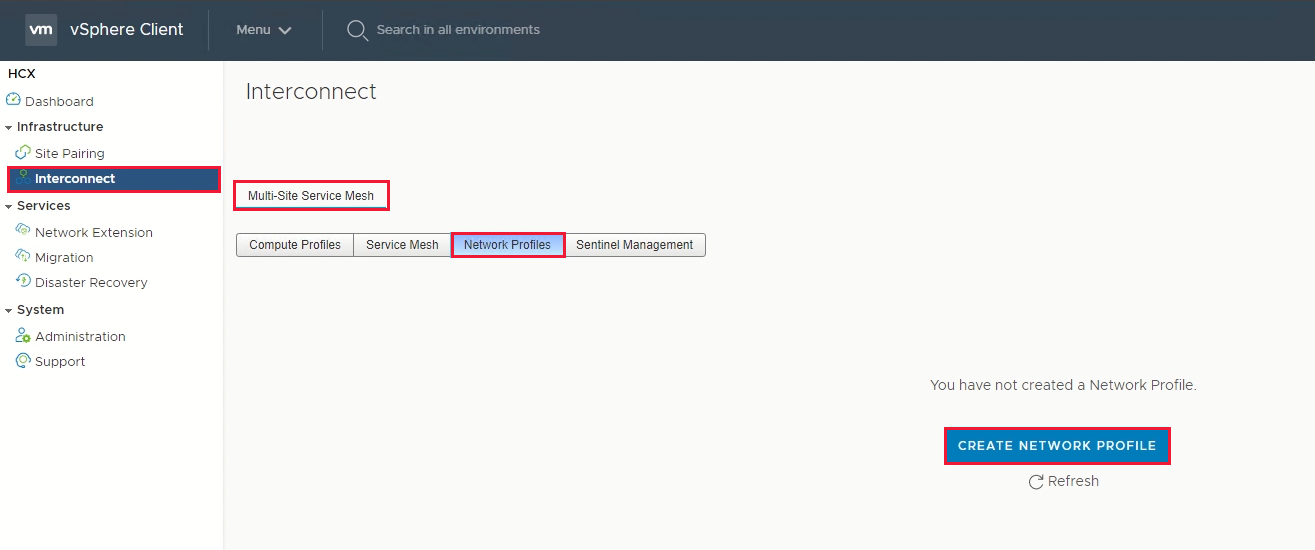 vm vSphere Client Menu Search in all environments
HCX
Dashboard
Infrastructure
Site Pairing
Interconnect
Services
Network Extension
Migration
Disaster Recovery
System
Administration
Support
Interconnect
Multi-Site Service Mesh
Compute Profiles Service Mesh Network Profiles Sentinel Management
You have not created a Network Profile.
CREATE NETWORK PROFILE
Refresh